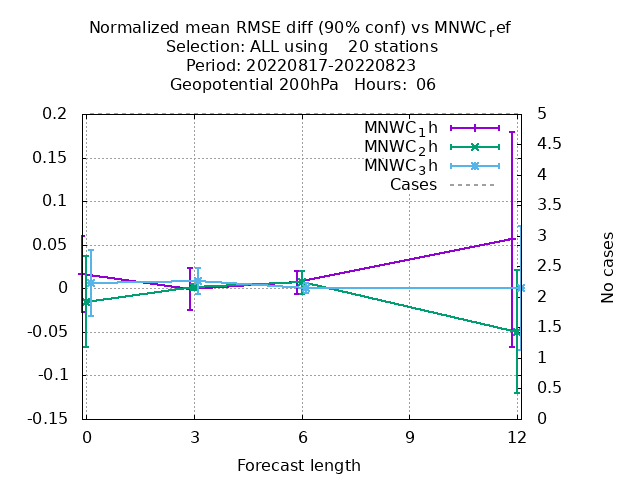 Normalized mean RMSE diff (90% conf) vs MNWC_ref
Selection: ALL using    20 stations
Period: 20220817-20220823
Geopotential 200hPa   Hours: 06
MNWC_1h
MNWC_2h
MNWC_3h
Cases
0.2
0.15
0.1
0.05
0
-0.05
-0.1
-0.15
5
4.5
4
3.5
3
2.5
2
1.5
1
0.5
0
No cases
0 3 6 9 12
Forecast length